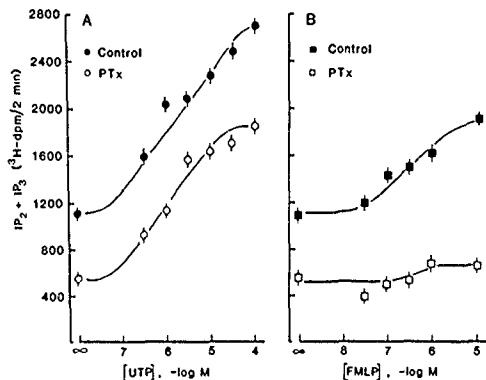 A
B
2800
2400
2000
1600
1200
800
400
IP₂ + IP₃ (³H-dpm/2 min)
● Control
○ PTx
■ Control
□ PTx
∞ 7 6 5 4
[UTP], -log M
∞ 8 7 6 5
[FMLP], -log M